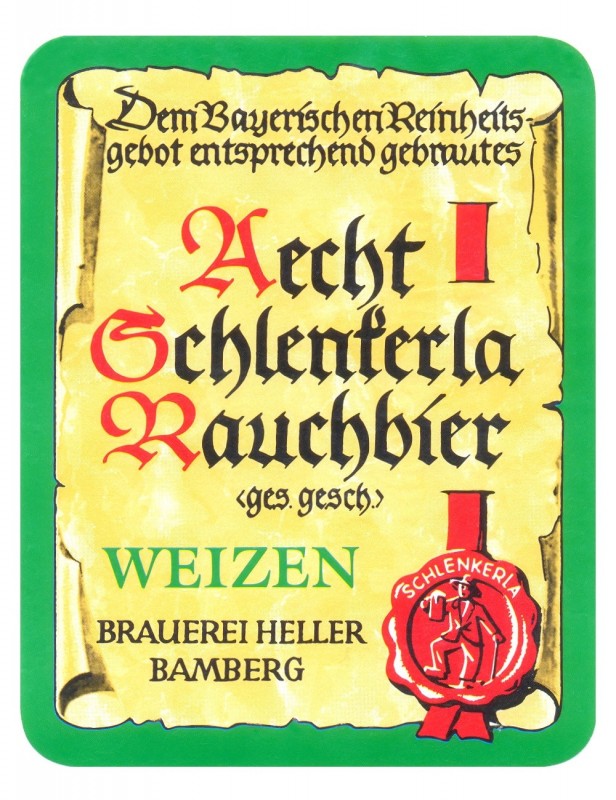 Dem Bayerischen Reinheits-
gebot entsprechend gebrautes
Aecht
Schlenkerla
Rauchbier
<ges. gesch.>
WEIZEN
BRAUEREI HELLER
BAMBERG
SCHLENKERLA